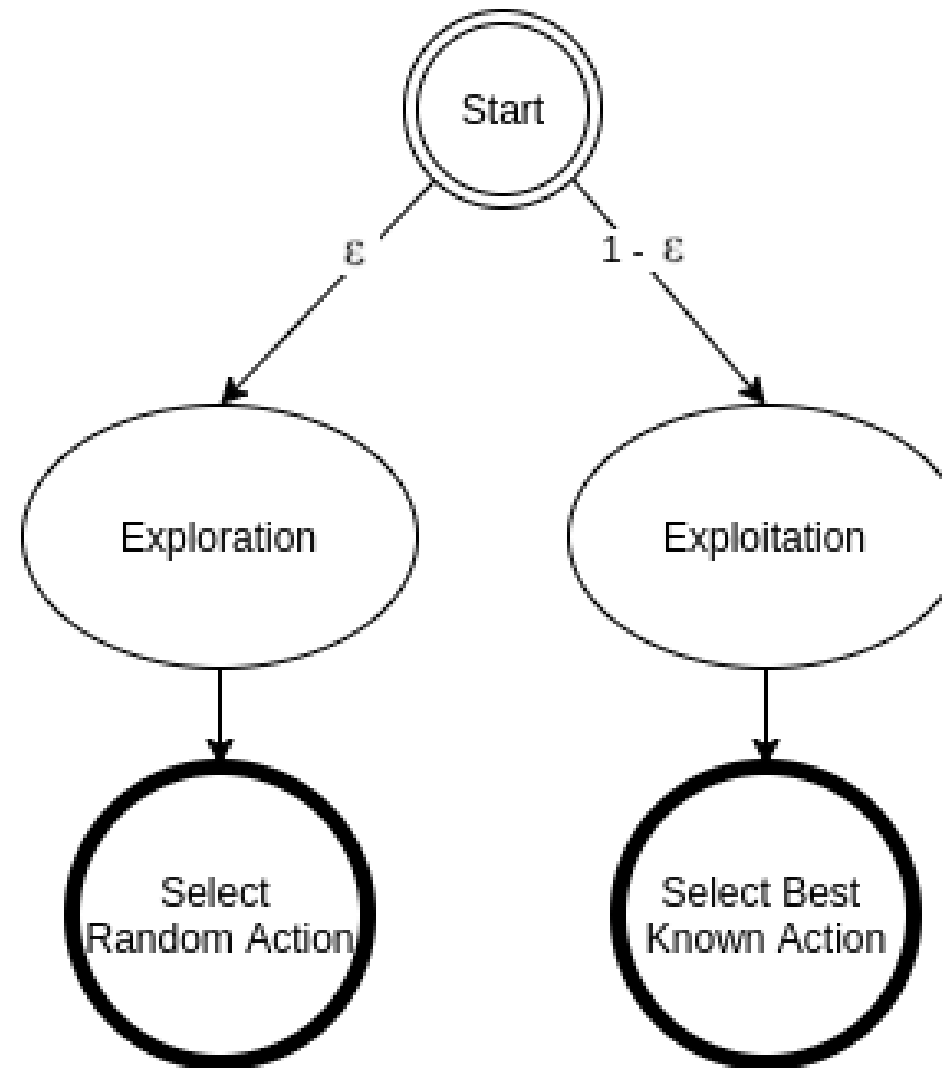 Start
ε
1 - ε
Exploration
Exploitation
Select
Random Action
Select Best
Known Action